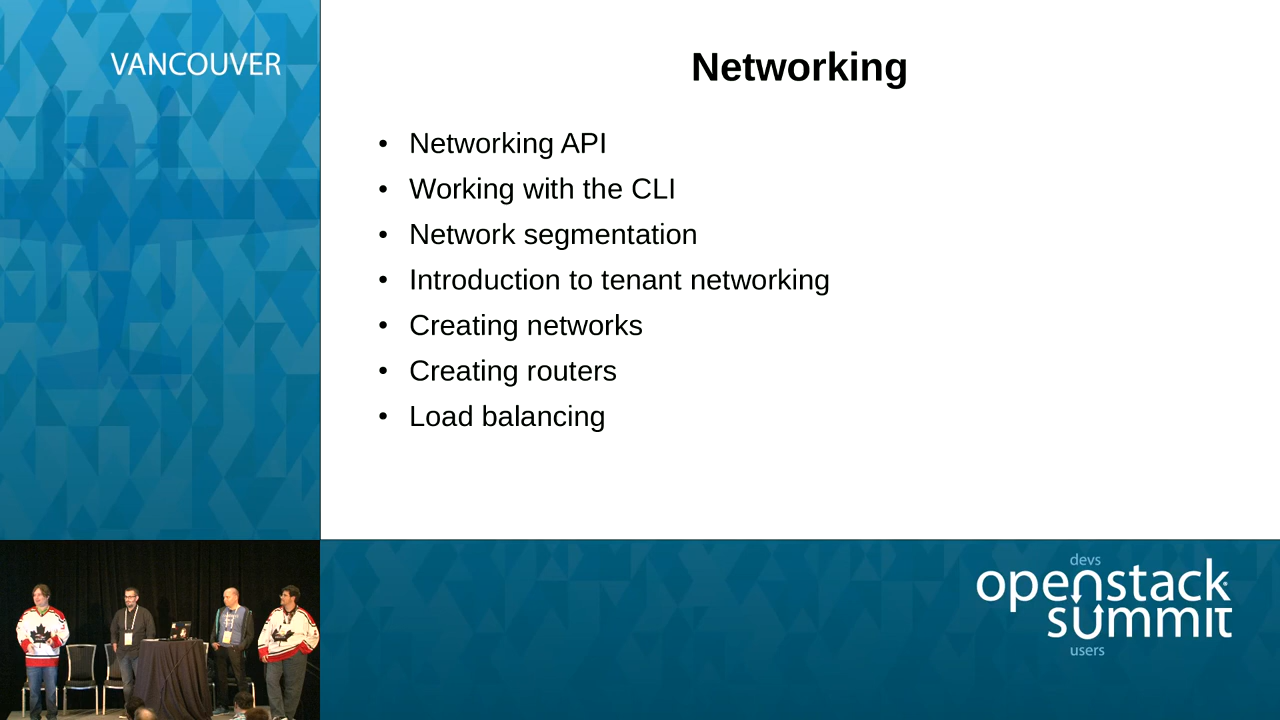 VANCOUVER
Networking
• Networking API
• Working with the CLI
• Network segmentation
• Introduction to tenant networking
• Creating networks
• Creating routers
• Load balancing
devs
openstack
summit
users